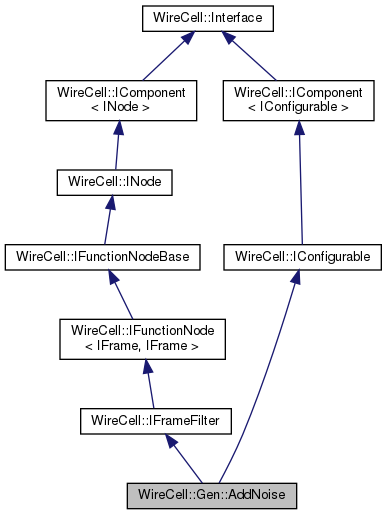 WireCell::Interface
WireCell::IComponent
< INode >
WireCell::IComponent
< IConfigurable >
WireCell::INode
WireCell::IFunctionNodeBase
WireCell::IConfigurable
WireCell::IFunctionNode
< IFrame, IFrame >
WireCell::IFrameFilter
WireCell::Gen::AddNoise